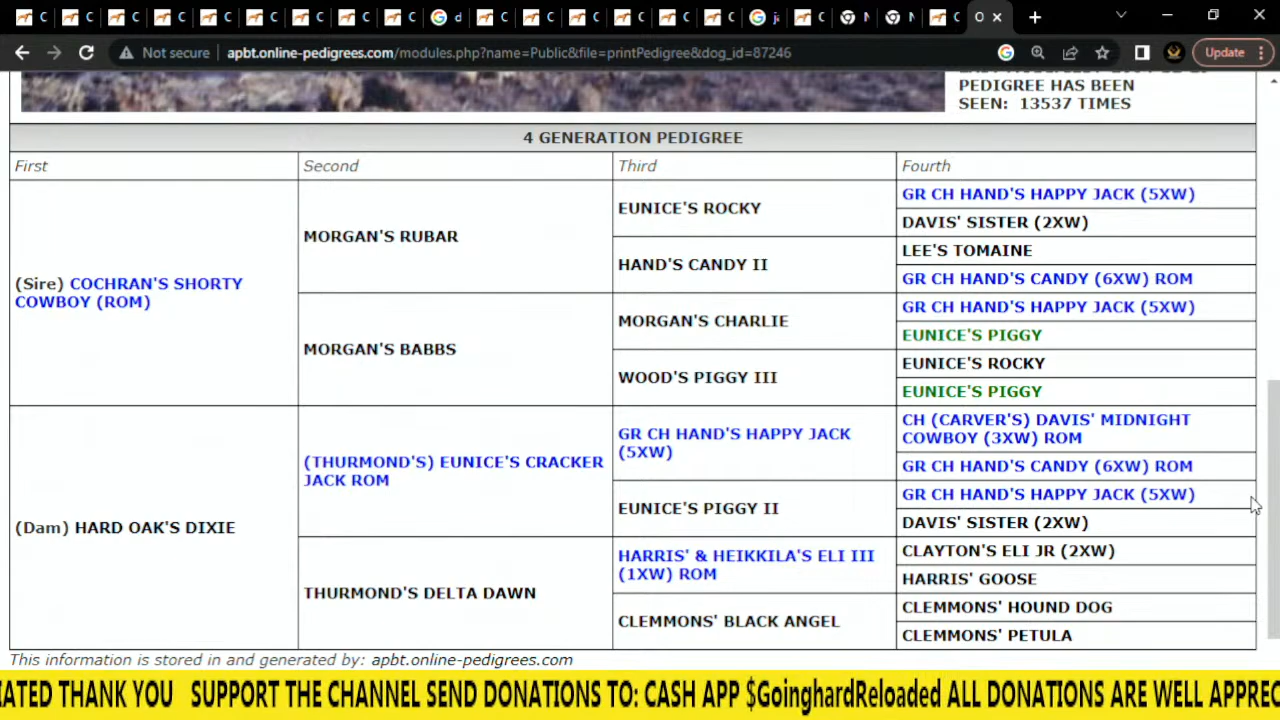 C
C
C
C
C
C
C
C
C
d
C
C
C
C
C
C
C
C
N
N
C
O
Not secure
apbt.online-pedigrees.com/modules.php?name=Public&file=printPedigree&dog_id=87246
Update
PEDIGREE HAS BEEN
SEEN: 13537 TIMES
4 GENERATION PEDIGREE
First Second Third Fourth
(Sire) COCHRAN'S SHORTY
COWBOY (ROM)
MORGAN'S RUBAR
EUNICE'S ROCKY
GR CH HAND'S HAPPY JACK (5XW)
DAVIS' SISTER (2XW)
HAND'S CANDY II
LEE'S TOMAINE
GR CH HAND'S CANDY (6XW) ROM
MORGAN'S BABBS
MORGAN'S CHARLIE
GR CH HAND'S HAPPY JACK (5XW)
EUNICE'S PIGGY
WOOD'S PIGGY III
EUNICE'S ROCKY
EUNICE'S PIGGY
(Dam) HARD OAK'S DIXIE
(THURMOND'S) EUNICE'S CRACKER
JACK ROM
GR CH HAND'S HAPPY JACK
(5XW)
CH (CARVER'S) DAVIS' MIDNIGHT
COWBOY (3XW) ROM
GR CH HAND'S CANDY (6XW) ROM
EUNICE'S PIGGY II
GR CH HAND'S HAPPY JACK (5XW)
DAVIS' SISTER (2XW)
THURMOND'S DELTA DAWN
HARRIS' & HEIKKILA'S ELI III
(1XW) ROM
CLAYTON'S ELI JR (2XW)
HARRIS' GOOSE
CLEMMONS' BLACK ANGEL
CLEMMONS' HOUND DOG
CLEMMONS' PETULA
This information is stored in and generated by: apbt.online-pedigrees.com
IATED THANK YOU SUPPORT THE CHANNEL SEND DONATIONS TO: CASH APP $GoinghardReloaded ALL DONATIONS ARE WELL APPREC